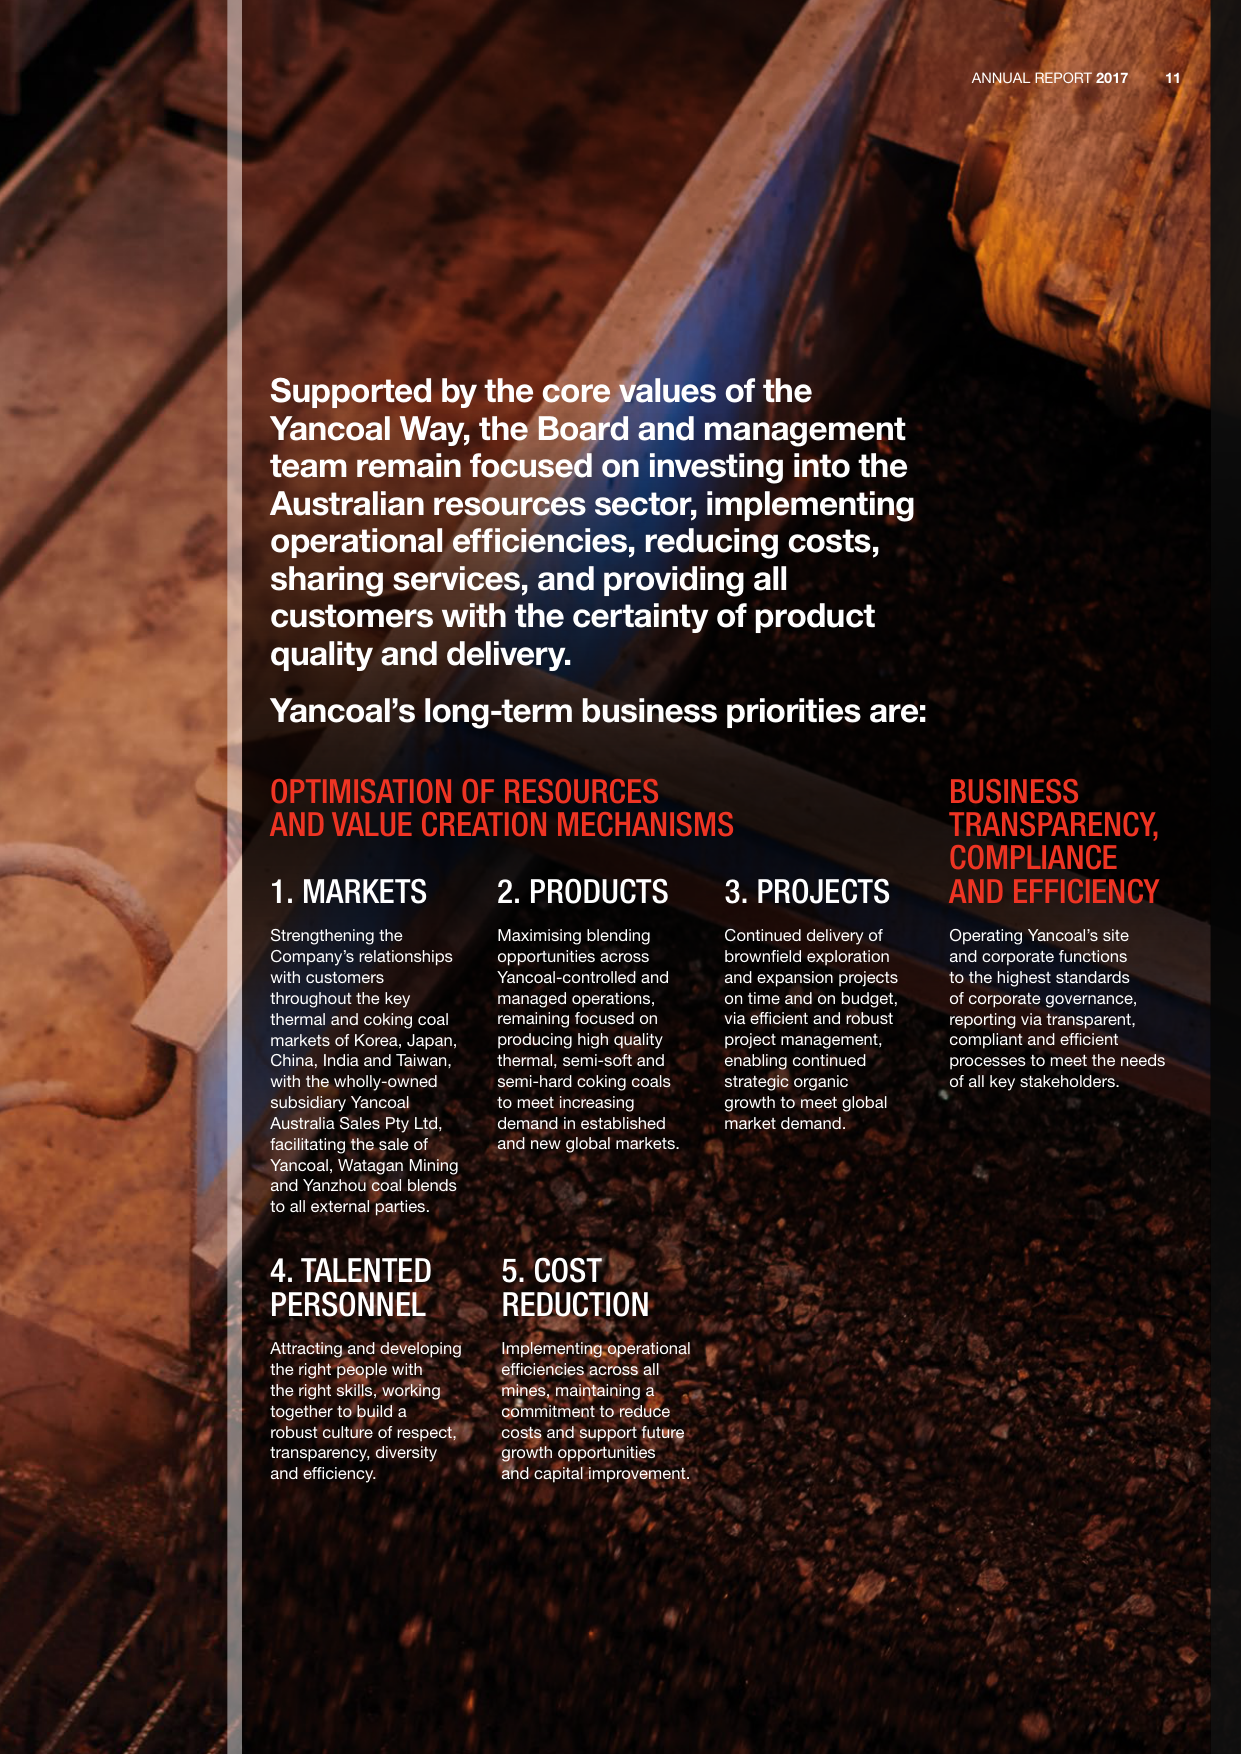 ANNUAL REPORT 2017 11
Supported by the core values of the
Yancoal Way, the Board and management
team remain focused on investing into the
Australian resources sector, implementing
operational efficiencies, reducing costs,
sharing services, and providing all
customers with the certainty of product
quality and delivery.
Yancoal's long-term business priorities are:
OPTIMISATION OF RESOURCES
AND VALUE CREATION MECHANISMS
1. MARKETS
Strengthening the
Company's relationships
with customers
throughout the key
thermal and coking coal
markets of Korea, Japan,
China, India and Taiwan,
with the wholly-owned
subsidiary Yancoal
Australia Sales Pty Ltd,
facilitating the sale of
Yancoal, Watagan Mining
and Yanzhou coal blends
to all external parties.
2. PRODUCTS
Maximising blending
opportunities across
Yancoal-controlled and
managed operations,
remaining focused on
producing high quality
thermal, semi-soft and
semi-hard coking coals
to meet increasing
demand in established
and new global markets.
3. PROJECTS
Continued delivery of
brownfield exploration
and expansion projects
on time and on budget,
via efficient and robust
project management,
enabling continued
strategic organic
growth to meet global
market demand.
4. TALENTED
PERSONNEL
Attracting and developing
the right people with
the right skills, working
together to build a
robust culture of respect,
transparency, diversity
and efficiency.
5. COST
REDUCTION
Implementing operational
efficiencies across all
mines, maintaining a
commitment to reduce
costs and support future
growth opportunities
and capital improvement.
BUSINESS
TRANSPARENCY,
COMPLIANCE
AND EFFICIENCY
Operating Yancoal's site
and corporate functions
to the highest standards
of corporate governance,
reporting via transparent,
compliant and efficient
processes to meet the needs
of all key stakeholders.